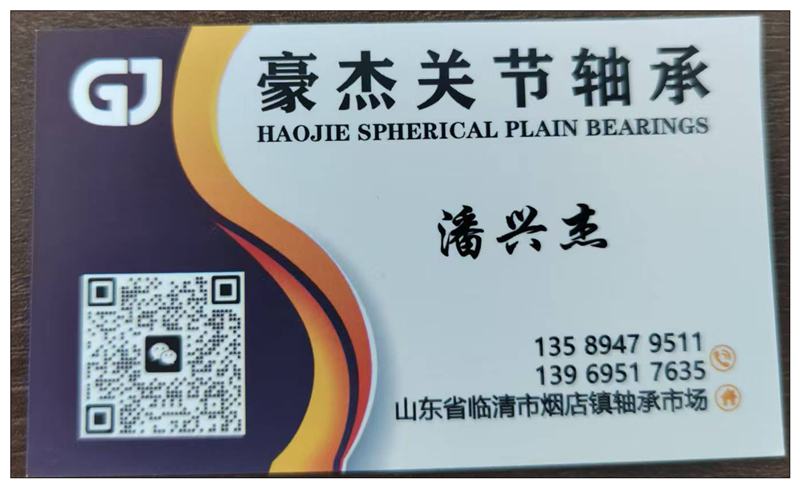 GJ
豪杰关节轴承
HAOJIE SPHERICAL PLAIN BEARINGS
潘兴杰
135 8947 9511
139 6951 7635
山东省临清市烟店镇轴承市场